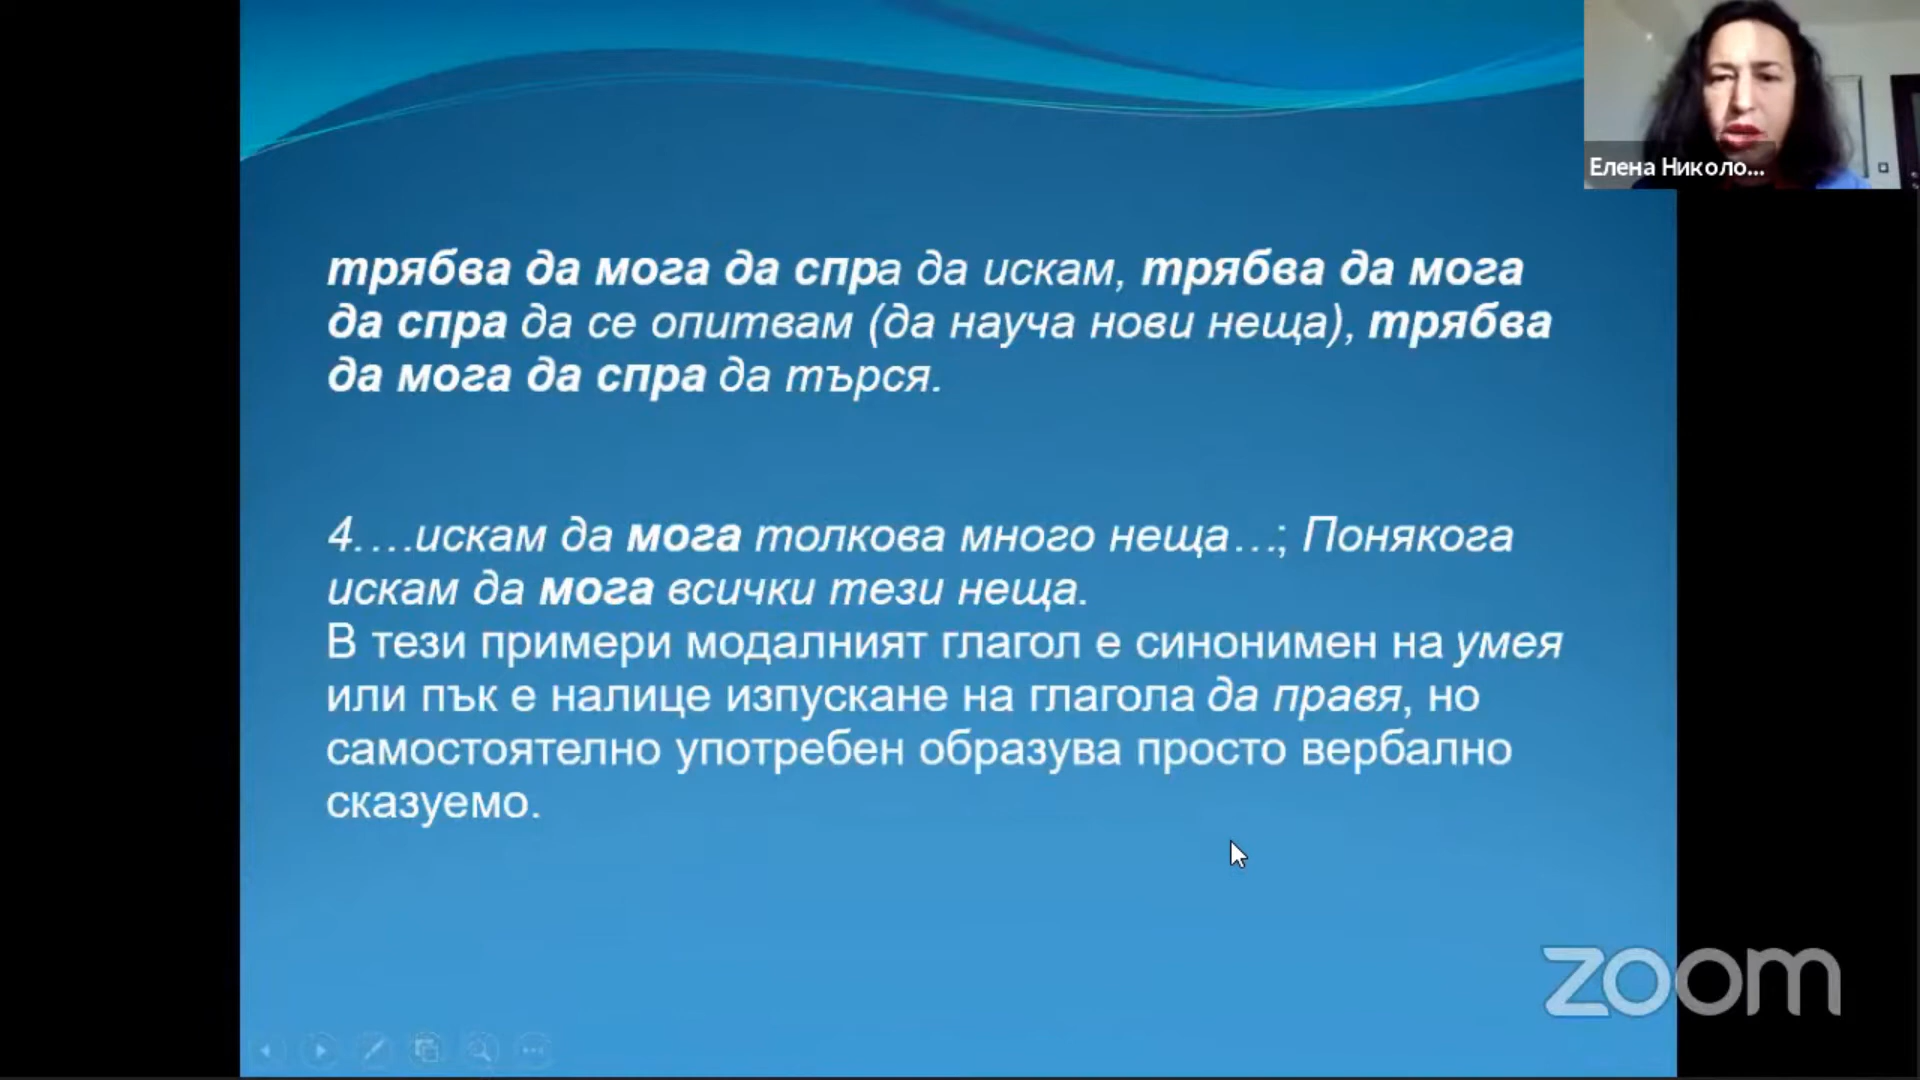 Елена Николо...
трябва да мога да спра да искам, трябва да мога
да спра да се опитвам (да науча нови неща), трябва
да мога да спра да търся.
4....искам да мога толкова много неща...; Понякога
искам да мога всички тези неща.
В тези примери модалният глагол е синонимен на умея
или пък е налице изпускане на глагола да правя, но
самостоятелно употребен образува просто вербално
сказуемо.
zoom